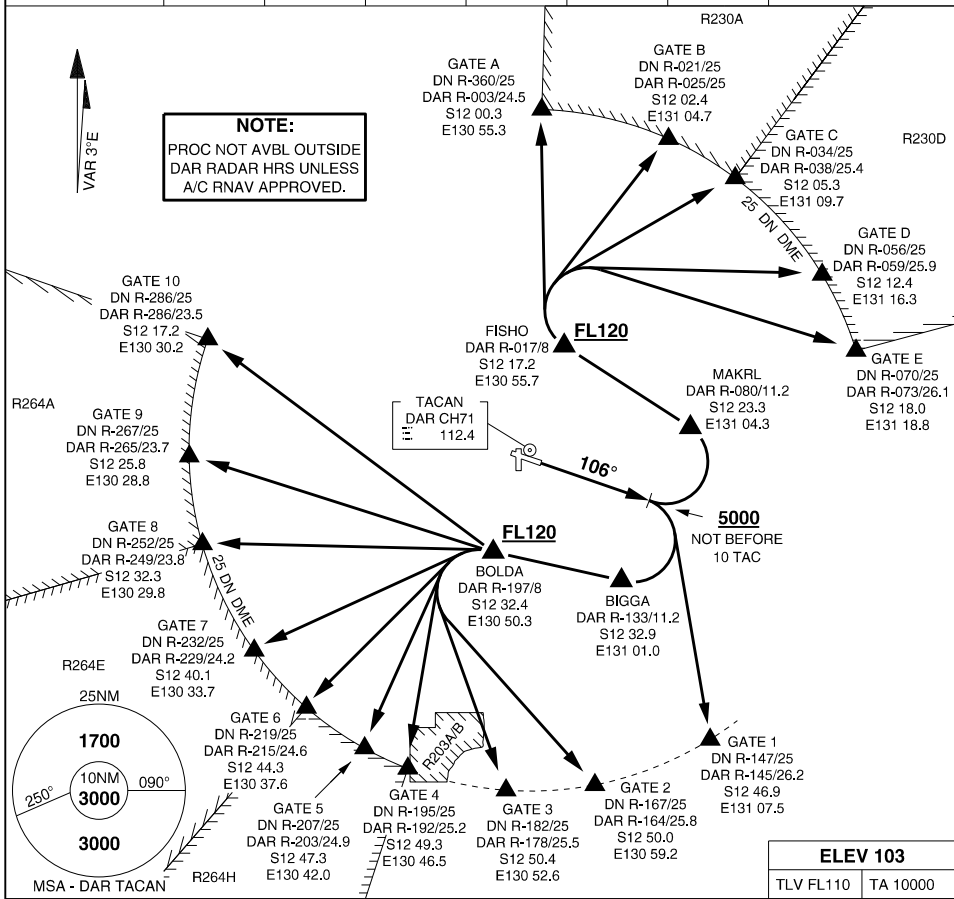 R230A
GATE A
DN R-360/25
DAR R-003/24.5
S12 00.3
E130 55.3
GATE B
DN R-021/25
DAR R-025/25
S12 02.4
E131 04.7
GATE C
DN R-034/25
DAR R-038/25.4
S12 05.3
E131 09.7
R230D
VAR 3°E
NOTE:
PROC NOT AVBL OUTSIDE
DAR RADAR HRS UNLESS
A/C RNAV APPROVED.
25 DN DME
GATE D
DN R-056/25
DAR R-059/25.9
S12 12.4
E131 16.3
GATE 10
DN R-286/25
DAR R-286/23.5
S12 17.2
E130 30.2
FISHO
DAR R-017/8
S12 17.2
E130 55.7
FL120
GATE E
DN R-070/25
DAR R-073/26.1
S12 18.0
E131 18.8
MAKRL
DAR R-080/11.2
S12 23.3
E131 04.3
R264A
GATE 9
DN R-267/25
DAR R-265/23.7
S12 25.8
E130 28.8
TACAN
DAR CH71
112.4
106°
5000
NOT BEFORE
10 TAC
GATE 8
DN R-252/25
DAR R-249/23.8
S12 32.3
E130 29.8
25 DN DME
FL120
BOLDA
DAR R-197/8
S12 32.4
E130 50.3
BIGGA
DAR R-133/11.2
S12 32.9
E131 01.0
GATE 7
DN R-232/25
DAR R-229/24.2
S12 40.1
E130 33.7
R264E
25NM
1700
10NM
3000
250°
090°
3000
MSA - DAR TACAN
GATE 6
DN R-219/25
DAR R-215/24.6
S12 44.3
E130 37.6
R203A/B
GATE 5
DN R-207/25
DAR R-203/24.9
S12 47.3
E130 42.0
GATE 4
DN R-195/25
DAR R-192/25.2
S12 49.3
E130 46.5
GATE 3
DN R-182/25
DAR R-178/25.5
S12 50.4
E130 52.6
GATE 2
DN R-167/25
DAR R-164/25.8
S12 50.0
E130 59.2
GATE 1
DN R-147/25
DAR R-145/26.2
S12 46.9
E131 07.5
R264H
ELEV 103
TLV FL110 TA 10000